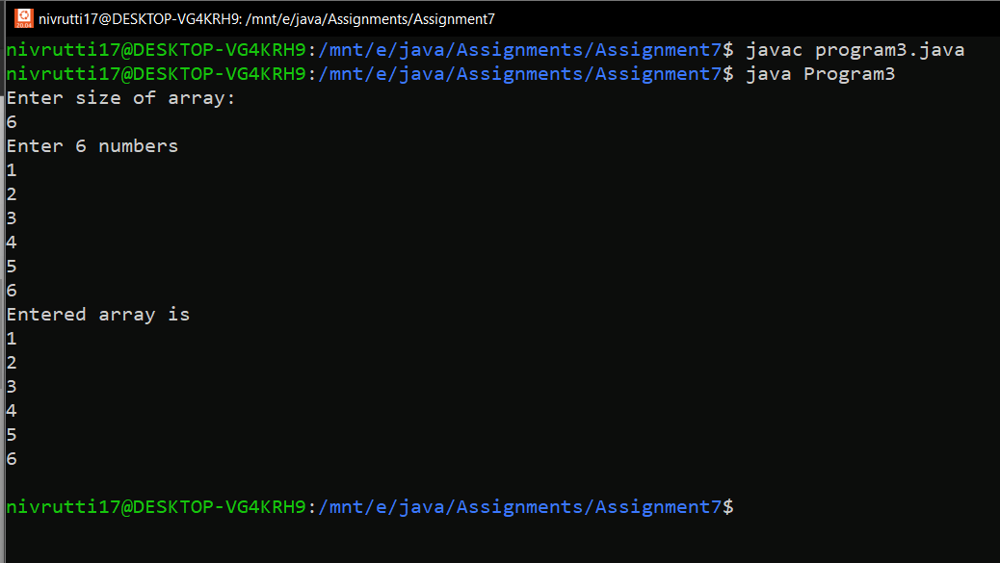 20.04
nivrutti17@DESKTOP-VG4KRH9: /mnt/e/java/Assignments/Assignment7
nivrutti17@DESKTOP-VG4KRH9:/mnt/e/java/Assignments/Assignment7$ javac program3.java
nivrutti17@DESKTOP-VG4KRH9:/mnt/e/java/Assignments/Assignment7$ java Program3
Enter size of array:
6
Enter 6 numbers
1
2
3
4
5
6
Entered array is
1
2
3
4
5
6
nivrutti17@DESKTOP-VG4KRH9:/mnt/e/java/Assignments/Assignment7$